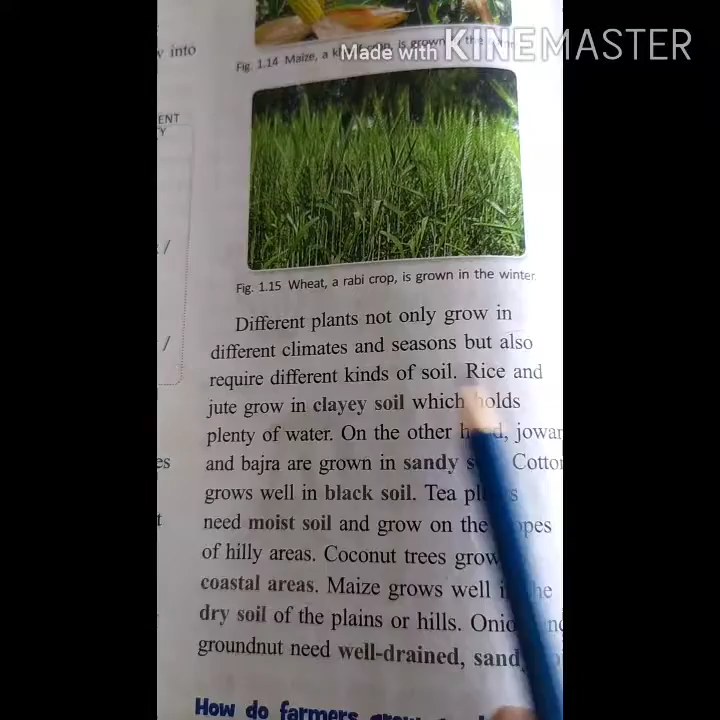 Made with KINEMASTER
w into
Fig. 1.14 Maize, a crop, is grown
ENT
Y
/
Fig. 1.15 Wheat, a rabi crop, is grown in the winter
/
Different plants not only grow in
different climates and seasons but also
require different kinds of soil. Rice and
jute grow in clayey soil which holds
plenty of water. On the other jowar
es and bajra are grown in sandy
grows well in black soil. Tea
t need moist soil and grow on the
of hilly areas. Coconut trees grow
coastal areas. Maize grows well
dry soil of the plains or hills.
groundnut need well-drained,
How do farmers